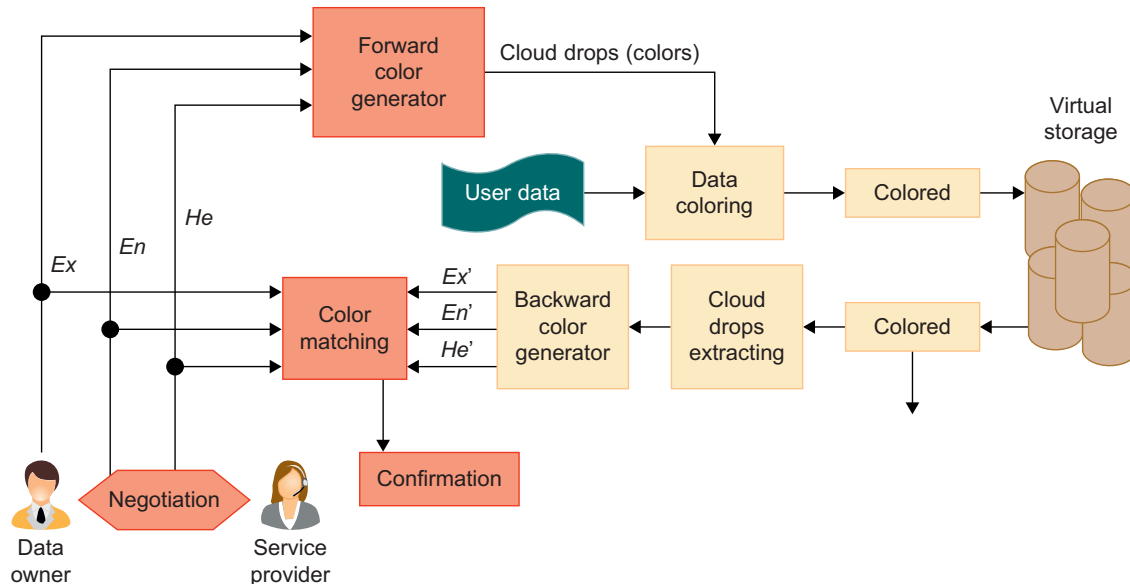 Forward
color
generator
Cloud drops (colors)
Virtual
storage
User data
Data
coloring
Colored
He
En
Ex
Color
matching
Ex’
En’
He’
Backward
color
generator
Cloud
drops
extracting
Colored
Negotiation
Confirmation
Data
owner
Service
provider